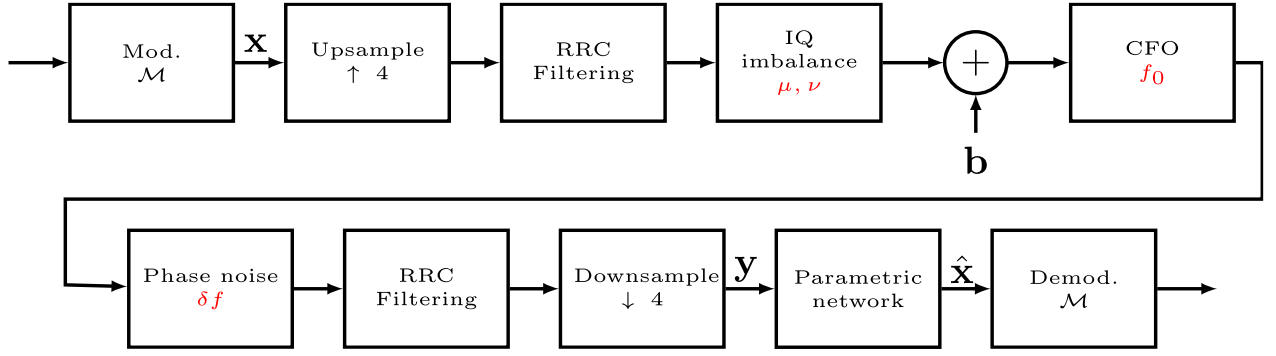 Mod.
ℳ
x
Upsample
↑ 4
RRC
Filtering
IQ
imbalance
μ, ν
+
b
CFO
f₀
Phase noise
δf
RRC
Filtering
Downsample
↓ 4
y
Parametric
network
x̂
Demod.
ℳ